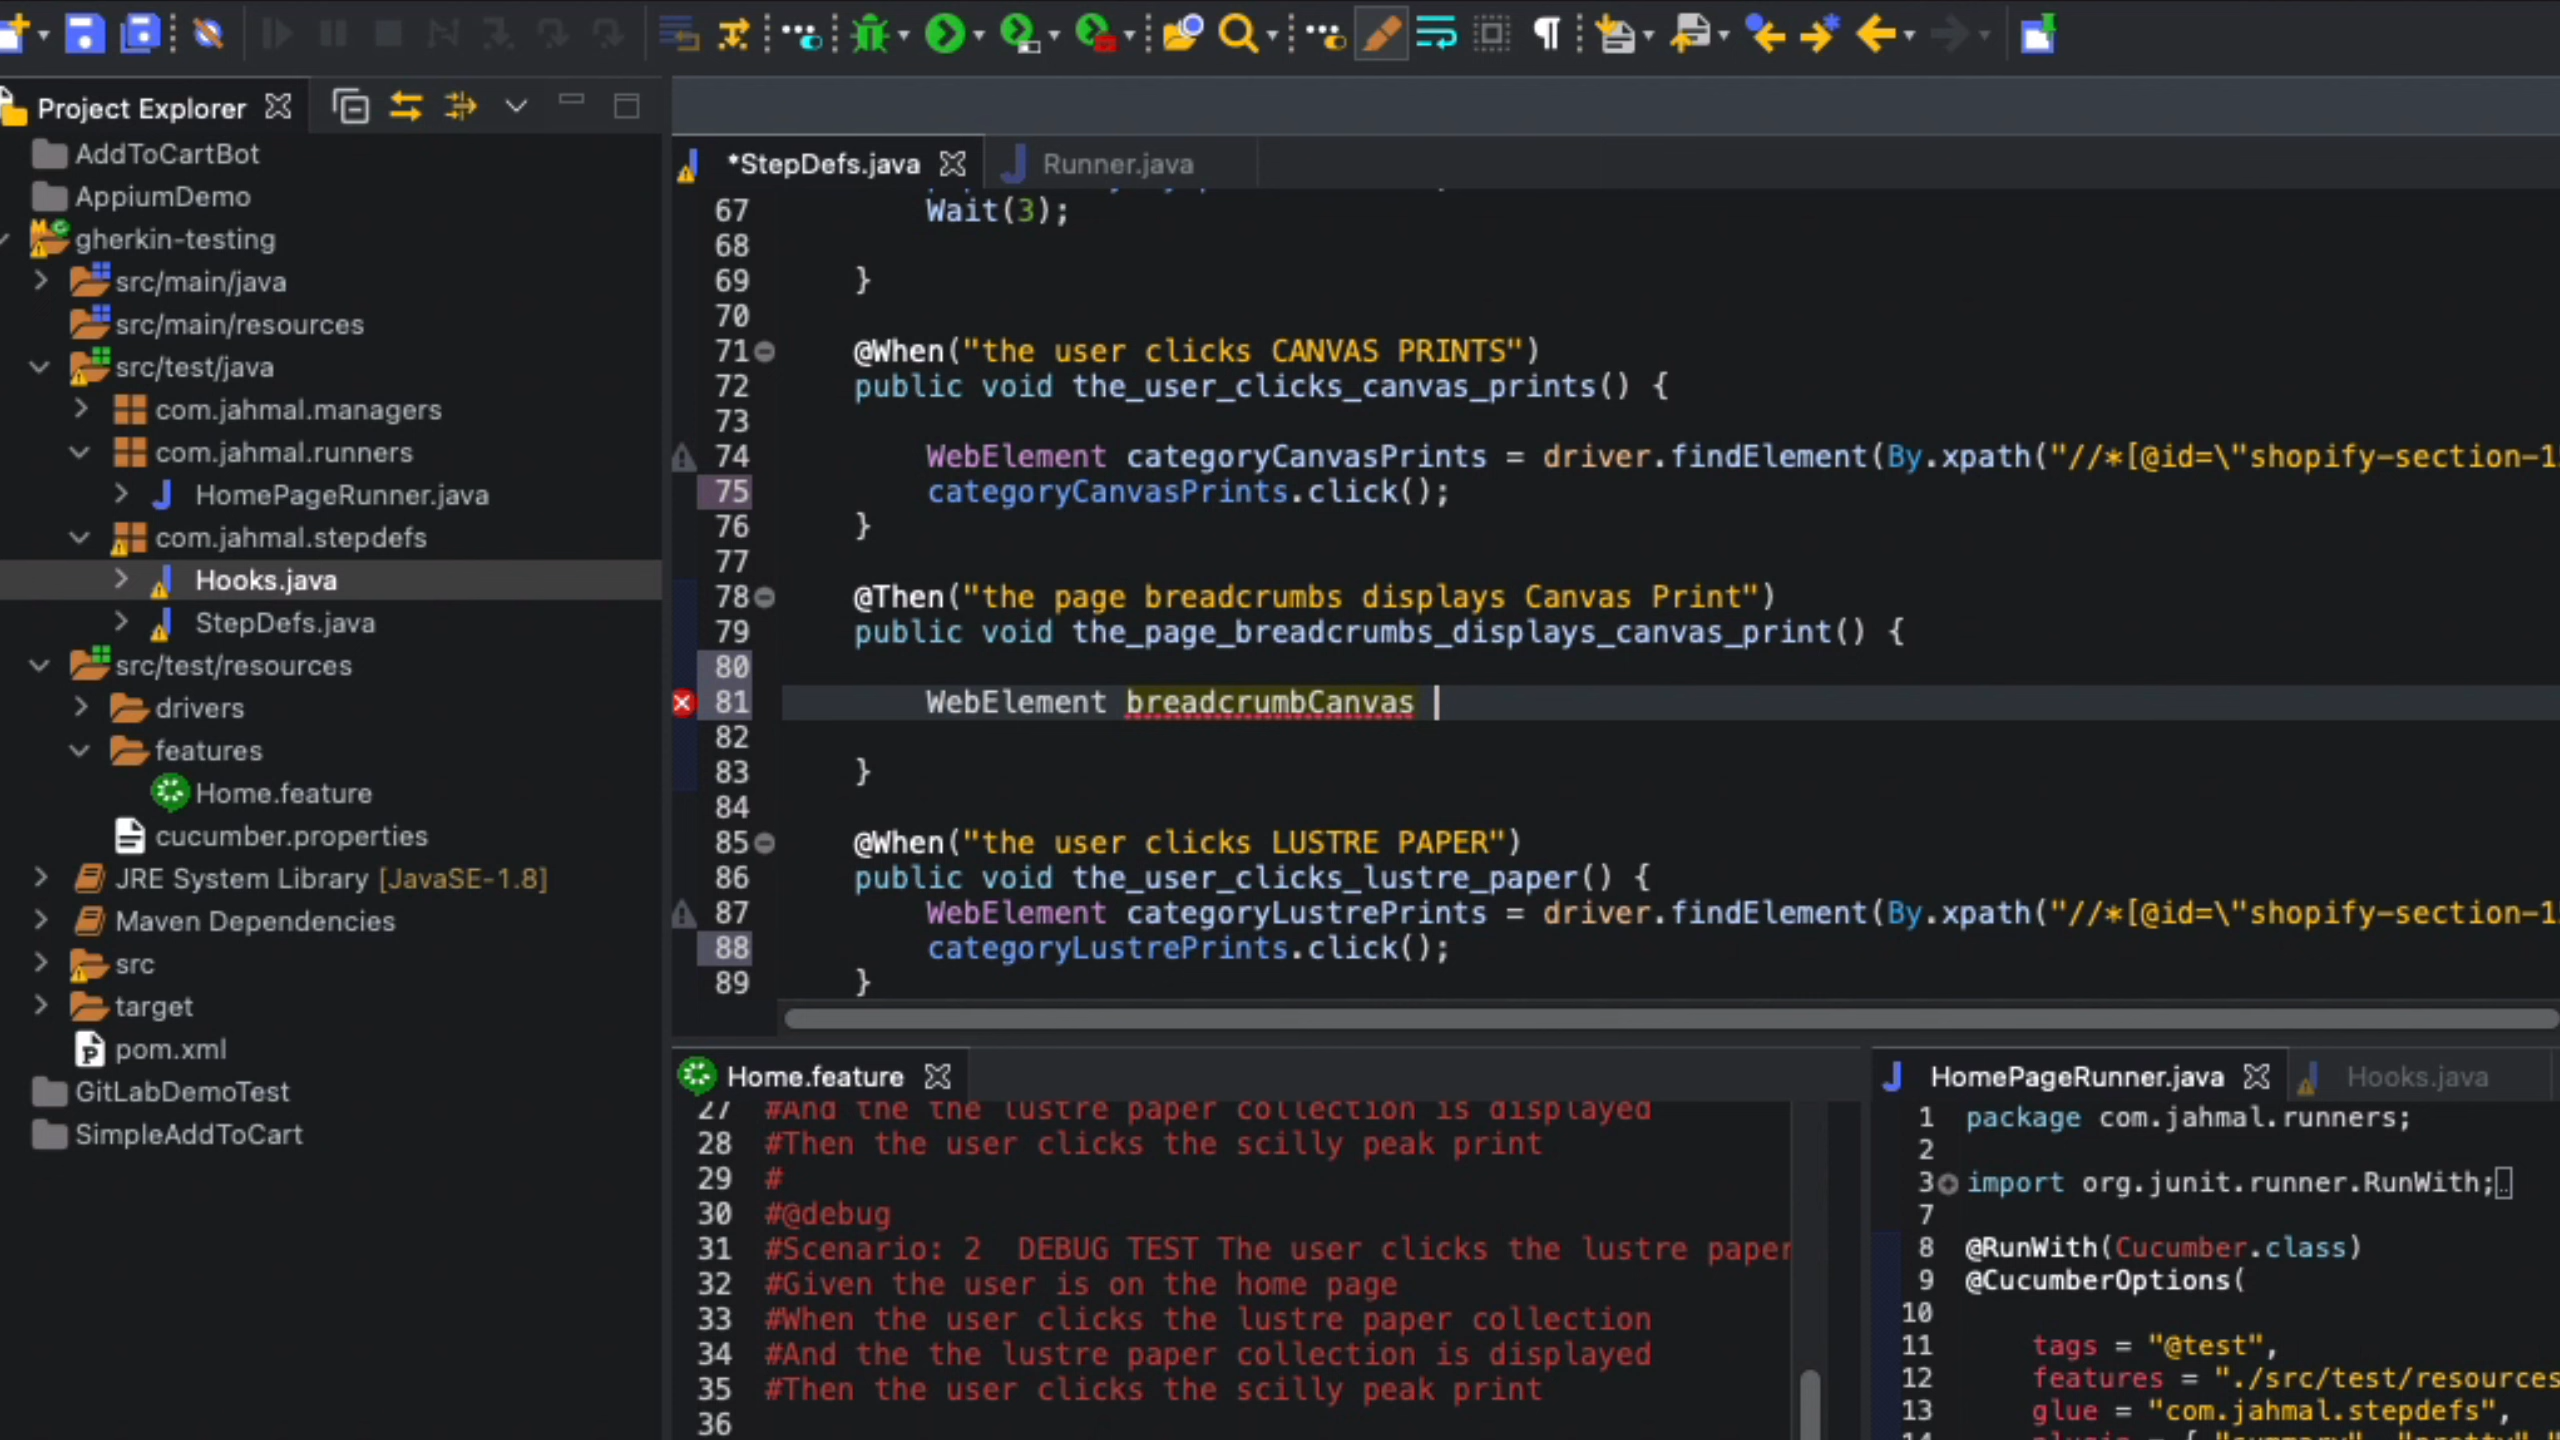 Project Explorer
AddToCartBot
AppiumDemo
gherkin-testing
src/main/java
src/main/resources
src/test/java
com.jahmal.managers
com.jahmal.runners
HomePageRunner.java
com.jahmal.stepdefs
Hooks.java
StepDefs.java
src/test/resources
drivers
features
Home.feature
cucumber.properties
JRE System Library [JavaSE-1.8]
Maven Dependencies
src
target
pom.xml
GitLabDemoTest
SimpleAddToCart
*StepDefs.java
Runner.java
67 Wait(3);
68
69 }
70
71 @When("the user clicks CANVAS PRINTS")
72 public void the_user_clicks_canvas_prints() {
73
74 WebElement categoryCanvasPrints = driver.findElement(By.xpath("//*[@id=\"shopify-section-1
75 categoryCanvasPrints.click();
76 }
77
78 @Then("the page breadcrumbs displays Canvas Print")
79 public void the_page_breadcrumbs_displays_canvas_print() {
80
81 WebElement breadcrumbCanvas
82
83 }
84
85 @When("the user clicks LUSTRE PAPER")
86 public void the_user_clicks_lustre_paper() {
87 WebElement categoryLustrePrints = driver.findElement(By.xpath("//*[@id=\"shopify-section-1
88 categoryLustrePrints.click();
89 }
Home.feature
27 #And the the lustre paper collection is displayed
28 #Then the user clicks the scilly peak print
29 #
30 #@debug
31 #Scenario: 2  DEBUG TEST The user clicks the lustre paper
32 #Given the user is on the home page
33 #When the user clicks the lustre paper collection
34 #And the the lustre paper collection is displayed
35 #Then the user clicks the scilly peak print
36
HomePageRunner.java
Hooks.java
1 package com.jahmal.runners;
2
3 import org.junit.runner.RunWith;
7
8 @RunWith(Cucumber.class)
9 @CucumberOptions(
10
11 tags = "@test",
12 features = "./src/test/resources
13 glue = "com.jahmal.stepdefs",